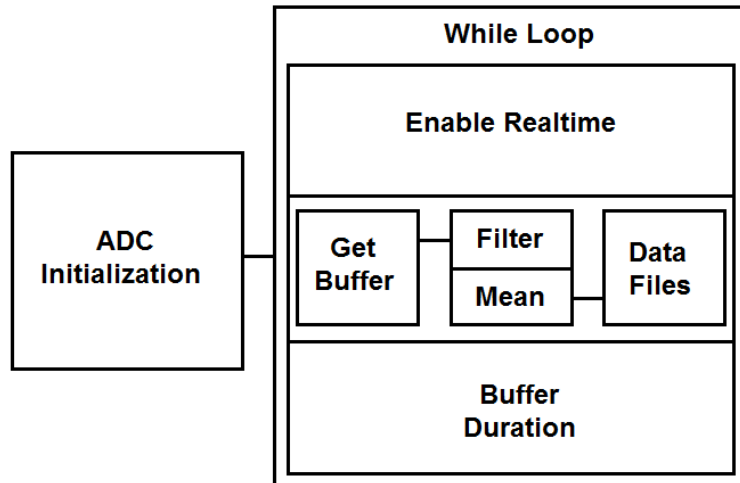 While Loop
Enable Realtime
ADC
Initialization
Get
Buffer
Filter
Mean
Data
Files
Buffer
Duration